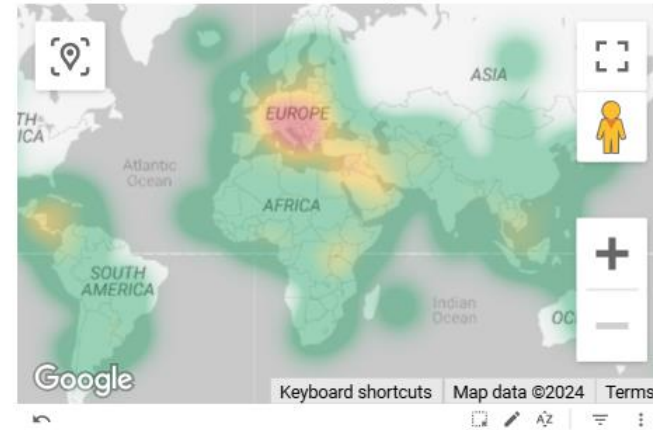 ASIA
EUROPE
TH
ICA
Atlantic
Ocean
AFRICA
SOUTH
AMERICA
Indian
Ocean
OC
Google
Keyboard shortcuts Map data ©2024 Terms
AZ